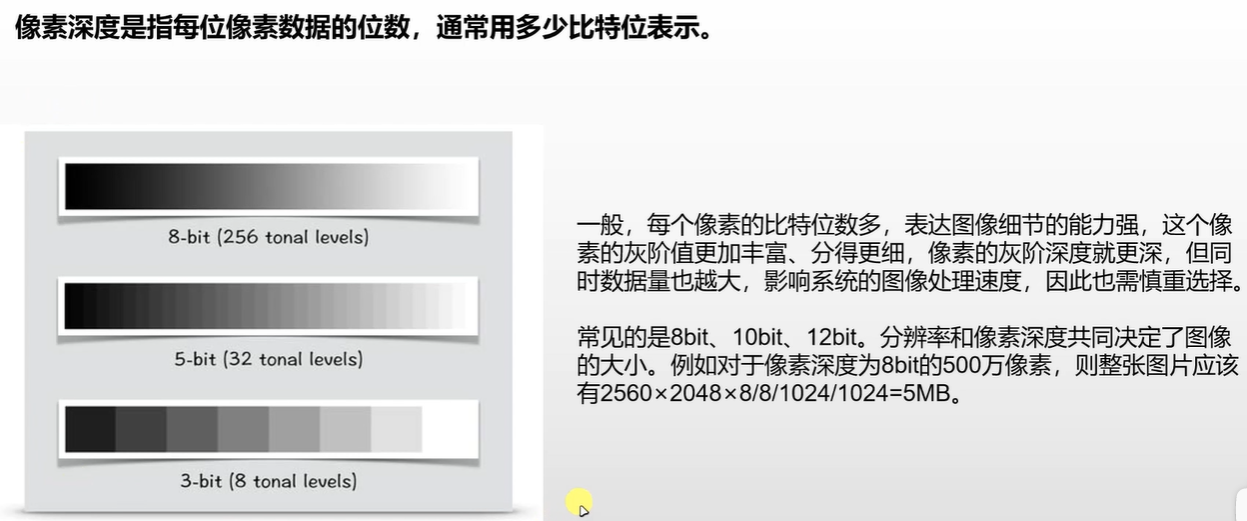 像素深度是指每位像素数据的位数，通常用多少比特位表示。
8-bit (256 tonal levels)
5-bit (32 tonal levels)
3-bit (8 tonal levels)
一般，每个像素的比特位数多，表达图像细节的能力强，这个像
素的灰阶值更加丰富、分得更细，像素的灰阶深度就更深，但同
时数据量也越大，影响系统的图像处理速度，因此也需慎重选择。
常见的是8bit、10bit、12bit。分辨率和像素深度共同决定了图像
的大小。例如对于像素深度为8bit的500万像素，则整张图片应该
有2560×2048×8/8/1024/1024=5MB。